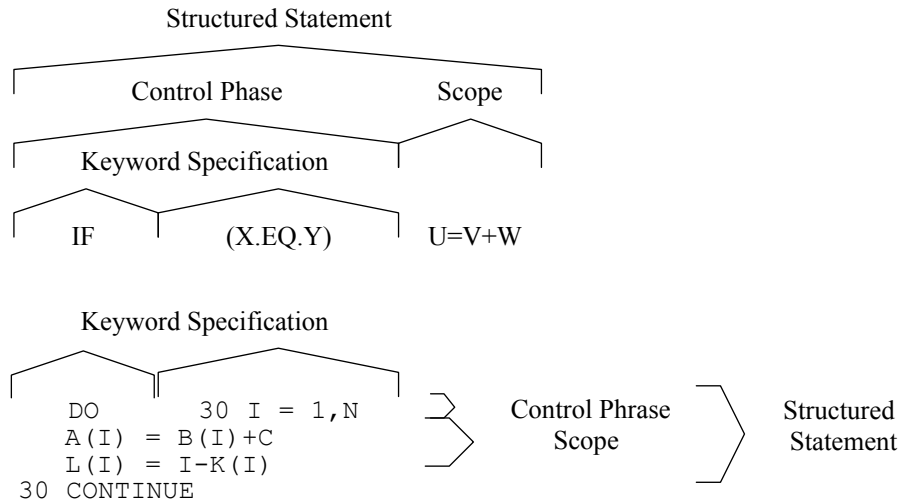 Structured Statement
Control Phase Scope
Keyword Specification
IF (X.EQ.Y) U=V+W
Keyword Specification
DO 30 I = 1,N
A(I) = B(I)+C
L(I) = I-K(I)
30 CONTINUE
Control Phrase
Scope
Structured
Statement